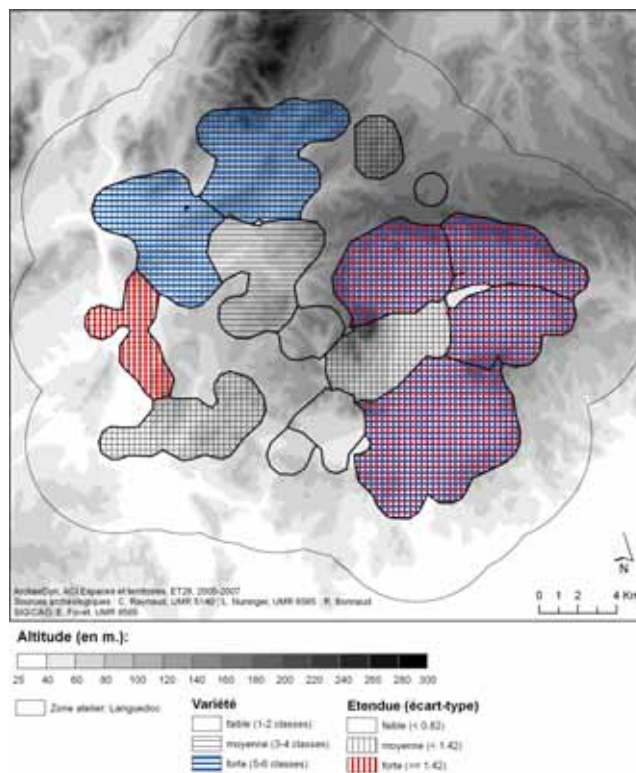 ArchaeDyn, ACI Espaces et territoires, ET28, 2005-2007
Sources archéologiques : C. Raynaud, UMR 5140 ; L. Nuninger, UMR 6565 ; R. Bonnaud
SIG/CAO: E. Fovet, UMR 6565
N
0 1 2 4 Km
Altitude (en m.):
25 40 60 80 100 120 140 160 180 200 220 240 260 280 300
Zone atelier: Languedoc
Variété
faible (1-2 classes)
moyenne (3-4 classes)
forte (5-6 classes)
Etendue (écart-type)
faible (< 0.82)
moyenne (< 1.42)
forte (>= 1.42)